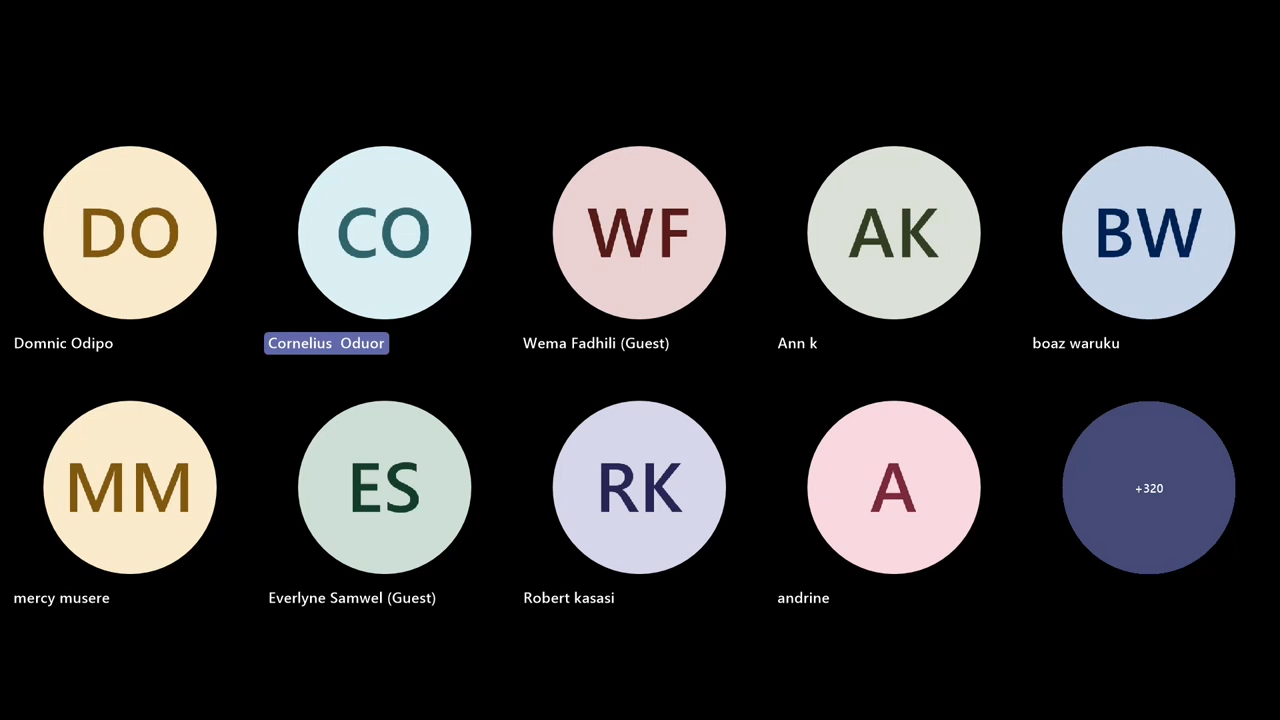 DO
CO
WF
AK
BW
Domnic Odipo
Cornelius  Oduor
Wema Fadhili (Guest)
Ann k
boaz waruku
MM
ES
RK
A
+320
mercy musere
Everlyne Samwel (Guest)
Robert kasasi
andrine